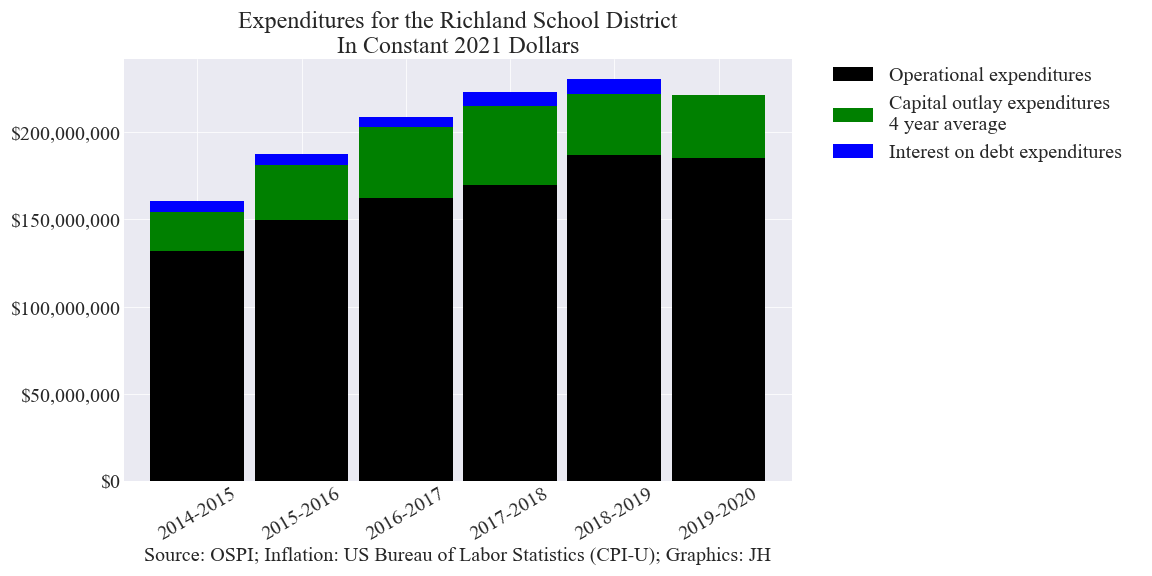 Expenditures for the Richland School District
In Constant 2021 Dollars
Operational expenditures
Capital outlay expenditures
4 year average
Interest on debt expenditures
$200,000,000
$150,000,000
$100,000,000
$50,000,000
$0
2014-2015
2015-2016
2016-2017
2017-2018
2018-2019
2019-2020
Source: OSPI; Inflation: US Bureau of Labor Statistics (CPI-U); Graphics: JH